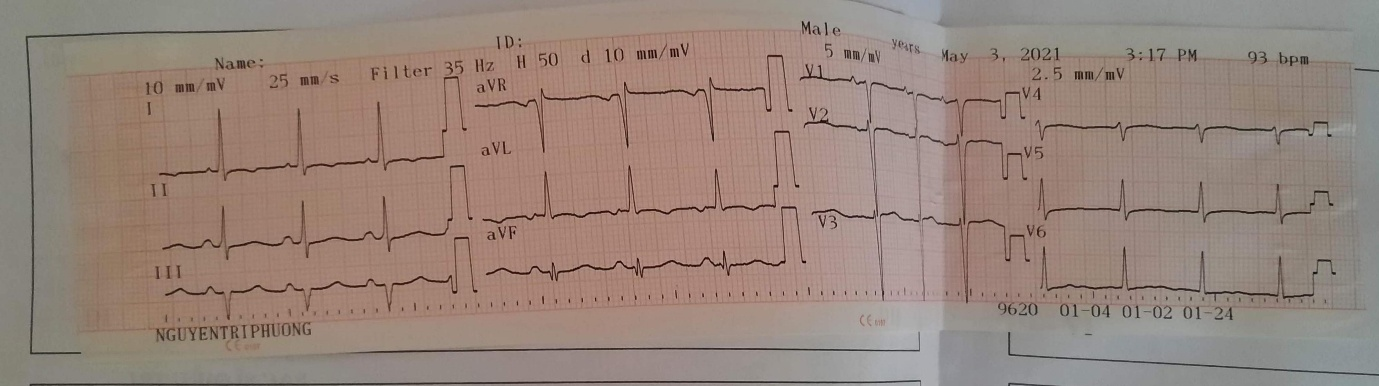 ID:
Male
Name:
10 mm/mV 25 mm/s Filter 35 Hz H 50 d 10 mm/mV
5 mm/mV years May 3, 2021 3:17 PM 93 bpm
2.5 mm/mV
I
aVR
V1
V4
II
aVL
V2
V5
III
aVF
V3
V6
9620 01-04 01-02 01-24
NGUYENTRIPHUONG
CE
CE